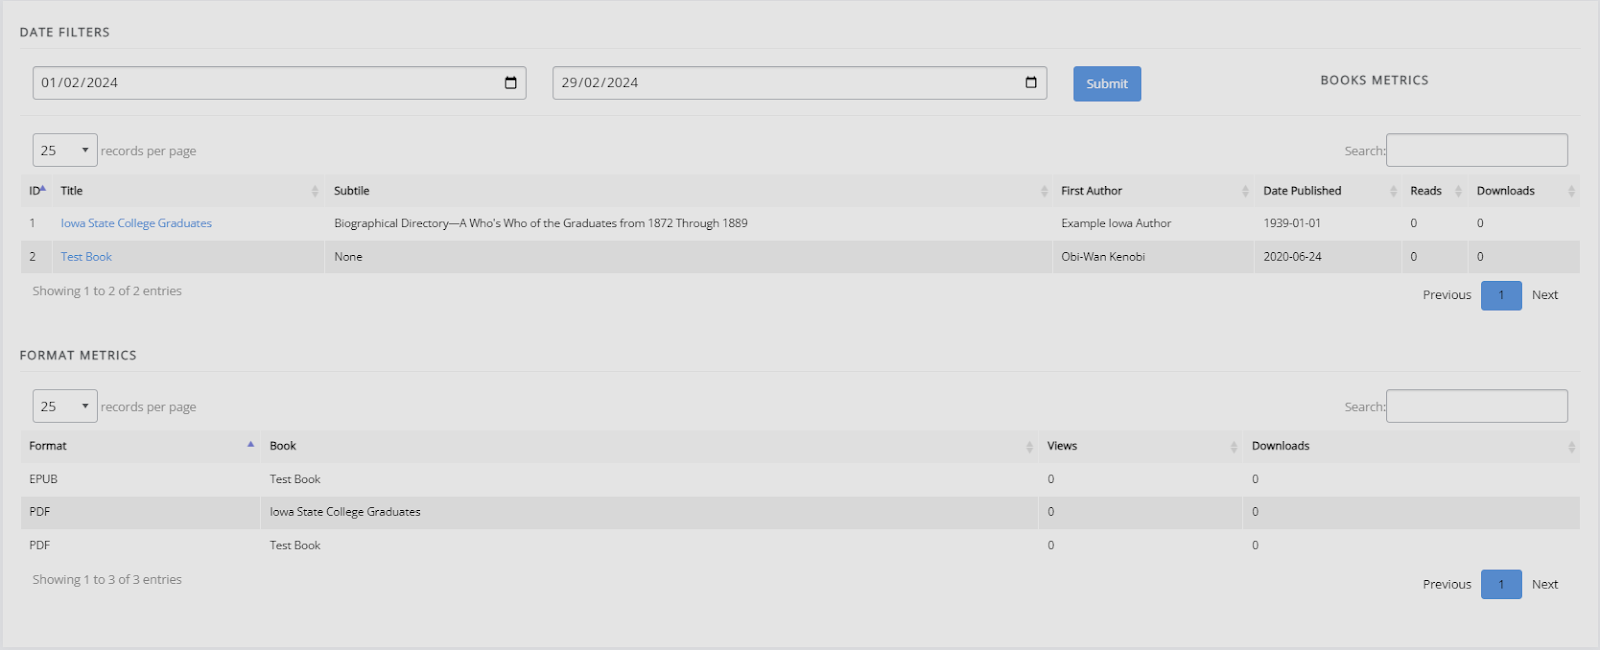 DATE FILTERS
01/02/2024 29/02/2024 Submit BOOKS METRICS
25 records per page Search:
ID Title Subtile First Author Date Published Reads Downloads
1 Iowa State College Graduates Biographical Directory—A Who's Who of the Graduates from 1872 Through 1889 Example Iowa Author 1939-01-01 0 0
2 Test Book None Obi-Wan Kenobi 2020-06-24 0 0
Showing 1 to 2 of 2 entries Previous 1 Next
FORMAT METRICS
25 records per page Search:
Format Book Views Downloads
EPUB Test Book 0 0
PDF Iowa State College Graduates 0 0
PDF Test Book 0 0
Showing 1 to 3 of 3 entries Previous 1 Next